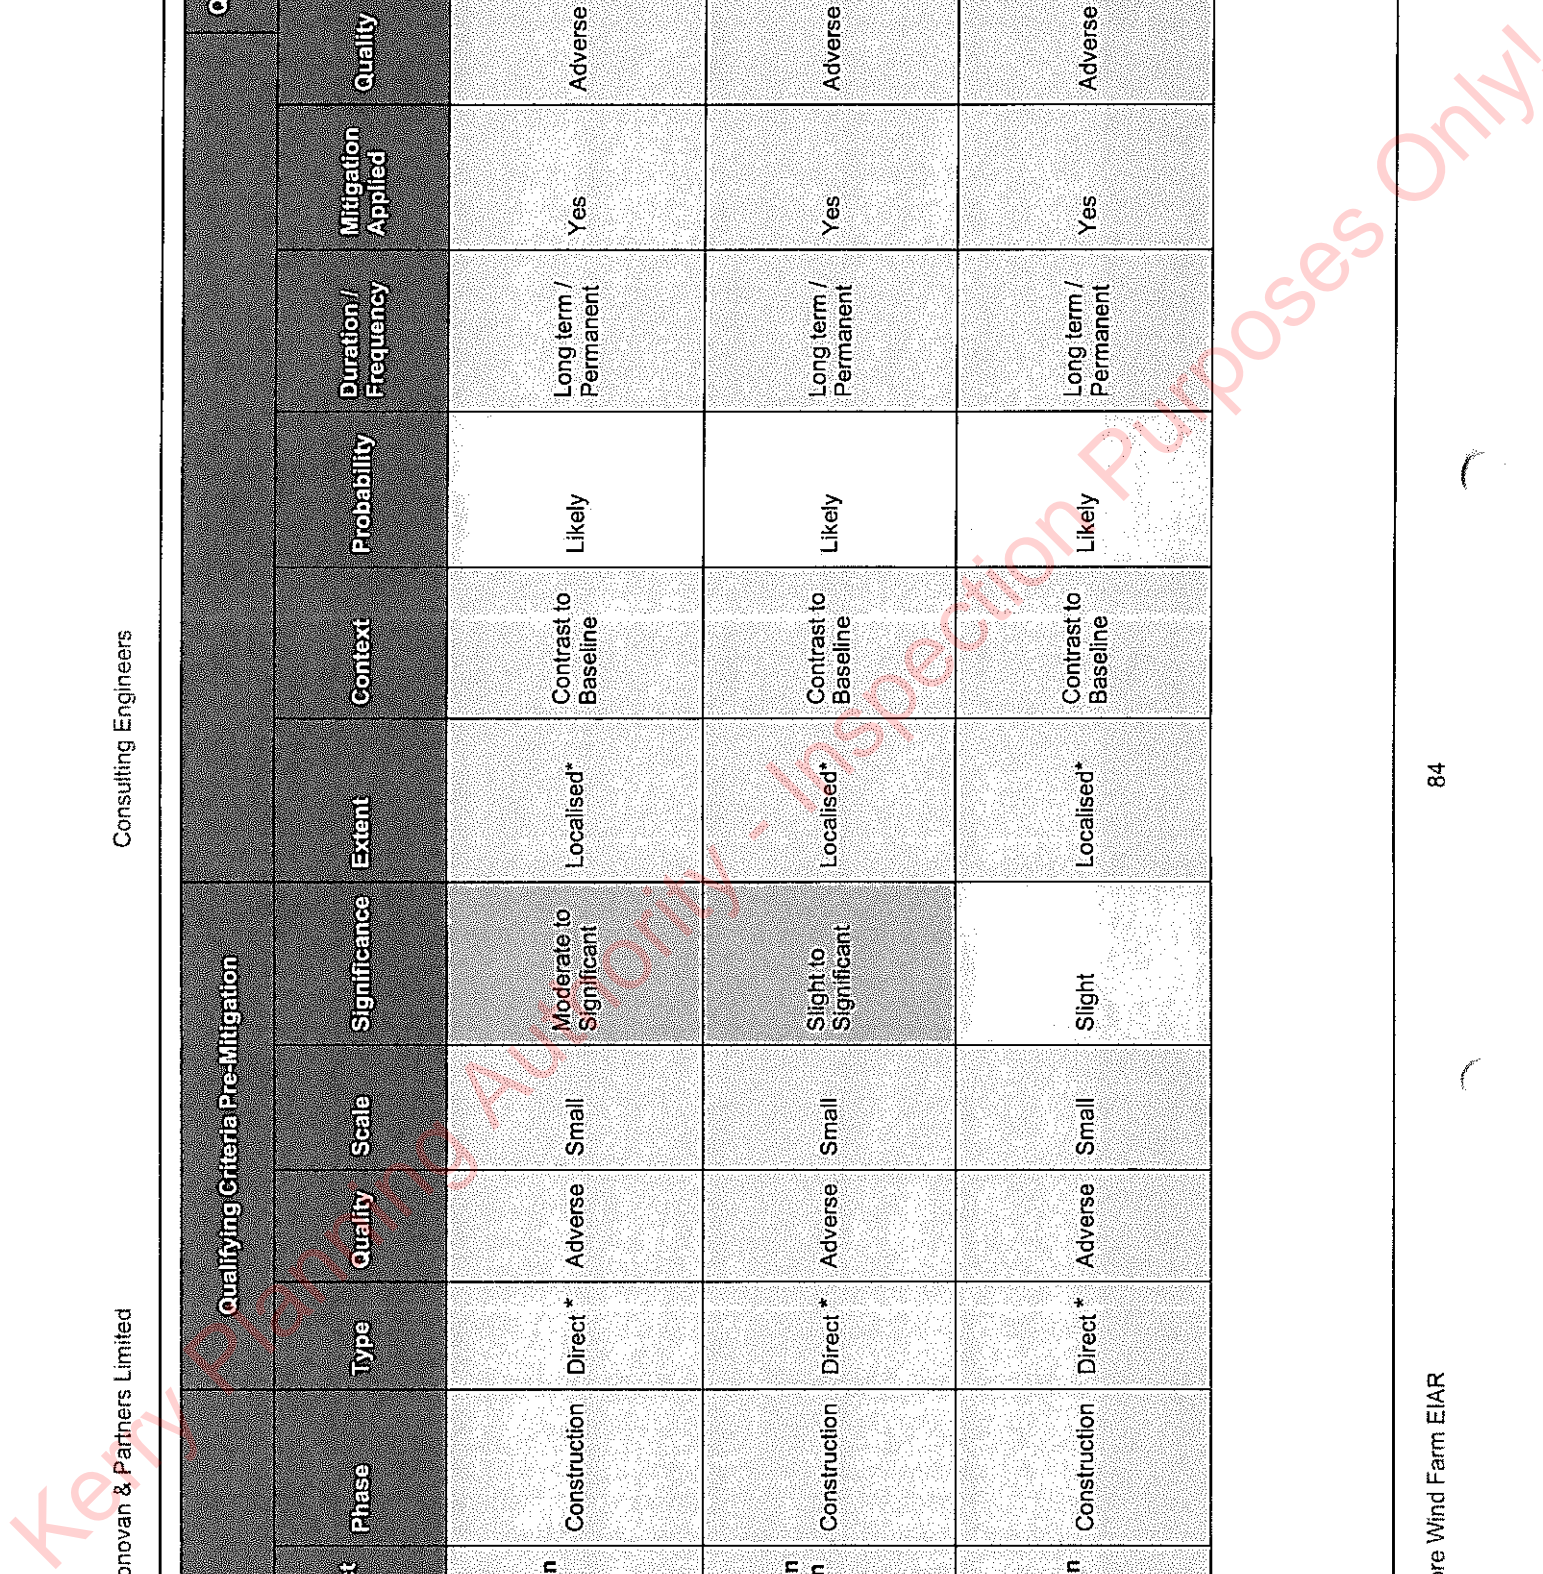 onovan & Partners Limited
Consulting Engineers
Qualifying Criteria Pre-Mitigation
Phase
Type
Quality
Scale
Significance
Extent
Context
Probability
Duration /
Frequency
Mitigation
Applied
Quality
n
Construction
Direct *
Adverse
Small
Moderate to
Significant
Localised*
Contrast to
Baseline
Likely
Long term /
Permanent
Yes
Adverse
n
n
Construction
Direct *
Adverse
Small
Slight to
Significant
Localised*
Contrast to
Baseline
Likely
Long term /
Permanent
Yes
Adverse
n
Construction
Direct *
Adverse
Small
Slight
Localised*
Contrast to
Baseline
Likely
Long term /
Permanent
Yes
Adverse
re Wind Farm EIAR
84
Kerry Planning Authority - Inspection Purposes Only!